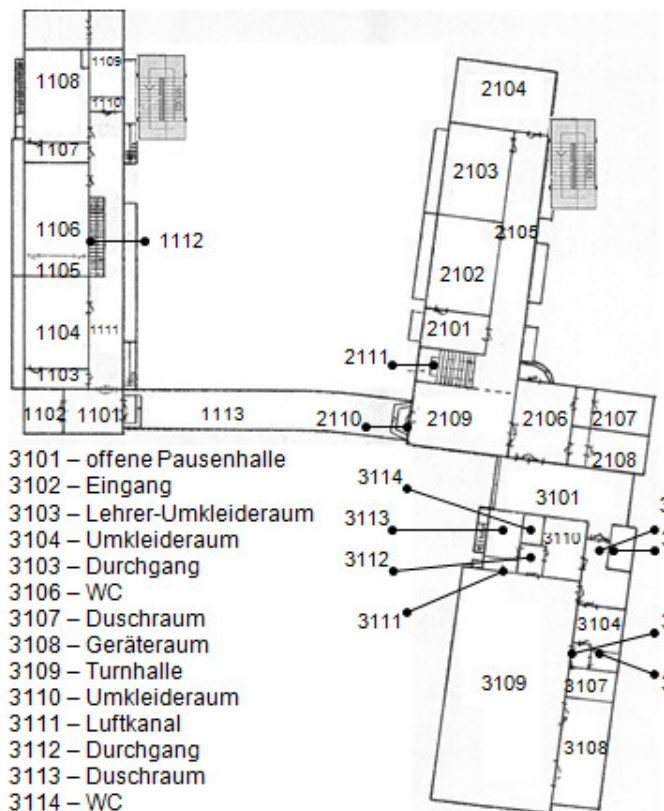 1109
1108
1110
1107
1106
1112
1105
1104
1111
1103
1102
1101
1113
2104
2103
2105
2102
2101
2111
2110
2109
2106
2107
2108
3101
3114
3113
3110
3112
3111
3104
3107
3109
3108
3101 – offene Pausenhalle
3102 – Eingang
3103 – Lehrer-Umkleideraum
3104 – Umkleideraum
3103 – Durchgang
3106 – WC
3107 – Duschraum
3108 – Geräteraum
3109 – Turnhalle
3110 – Umkleideraum
3111 – Luftkanal
3112 – Durchgang
3113 – Duschraum
3114 – WC